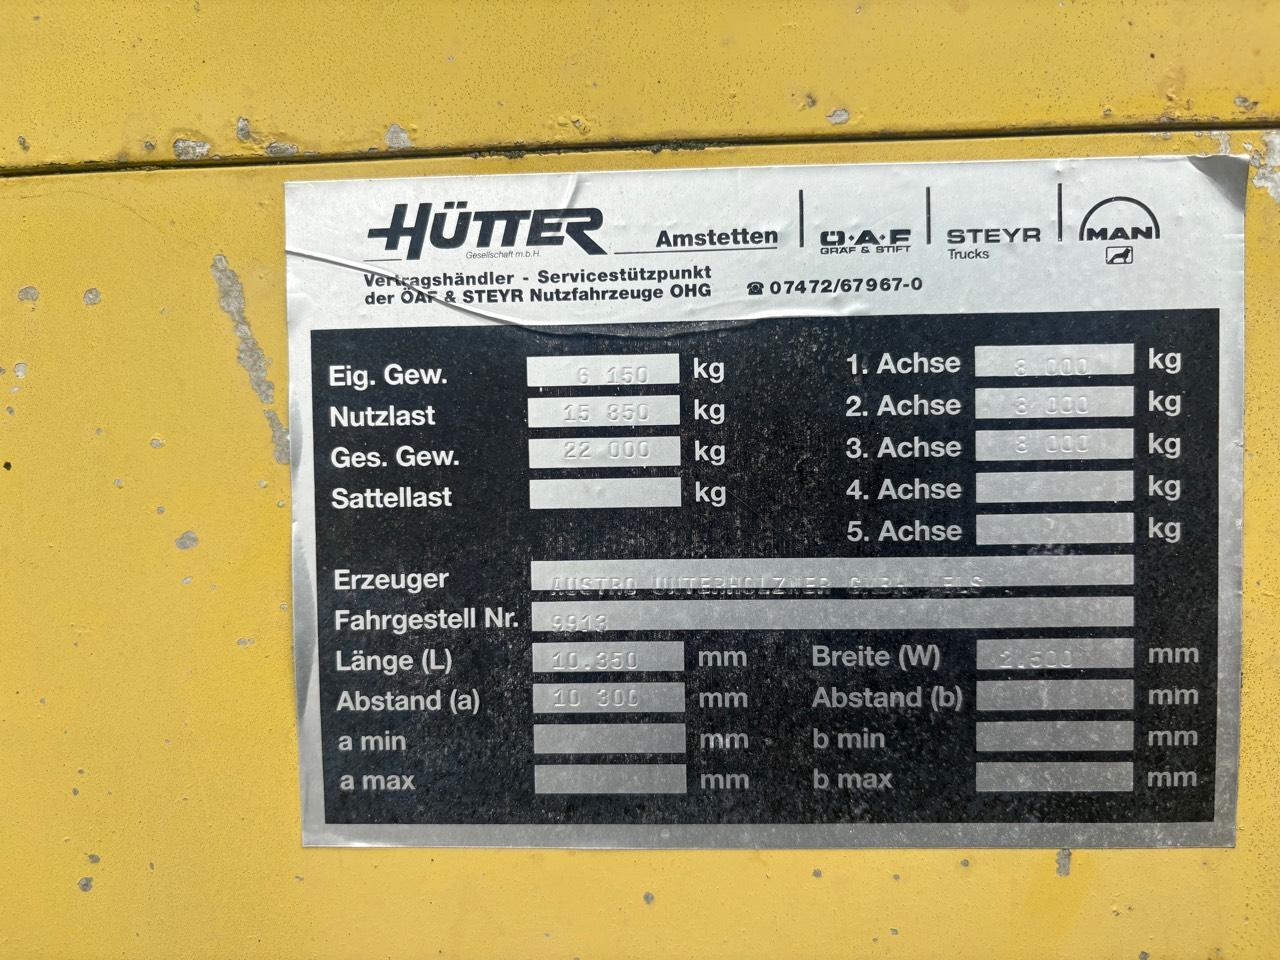 HÜTTER
Gesellschaft m.b.H.
Amstetten
Ö·A·F
GRÄF & STIFT
STEYR
Trucks
MAN
Vertragshändler - Servicestützpunkt
der ÖAF & STEYR Nutzfahrzeuge OHG ☎ 07472/67967-0
Eig. Gew. 6 150 kg
Nutzlast 15 850 kg
Ges. Gew. 22 000 kg
Sattellast kg
1. Achse 8 000 kg
2. Achse 8 000 kg
3. Achse 8 000 kg
4. Achse kg
5. Achse kg
Erzeuger AUSTRO UNTERHOLZNER GMBH WELS
Fahrgestell Nr. 9913
Länge (L) 10.350 mm Breite (W) 2.500 mm
Abstand (a) 10 300 mm Abstand (b) mm
a min mm b min mm
a max mm b max mm